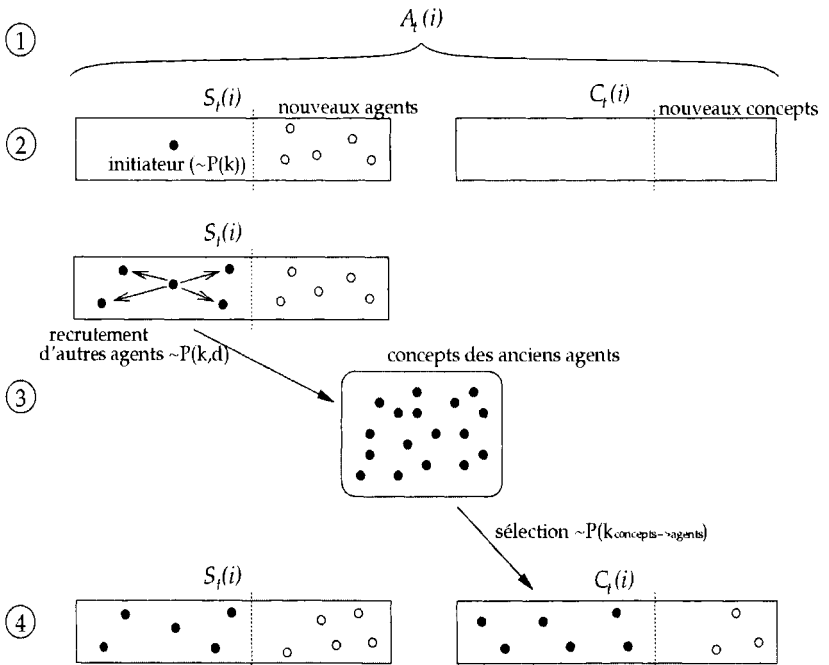 A_t(i)
1
S_t(i)
nouveaux agents
C_t(i)
nouveaux concepts
2
initiateur (~P(k))
S_t(i)
recrutement
d'autres agents ~P(k,d)
concepts des anciens agents
3
sélection ~P(kconcepts->agents)
S_t(i)
C_t(i)
4